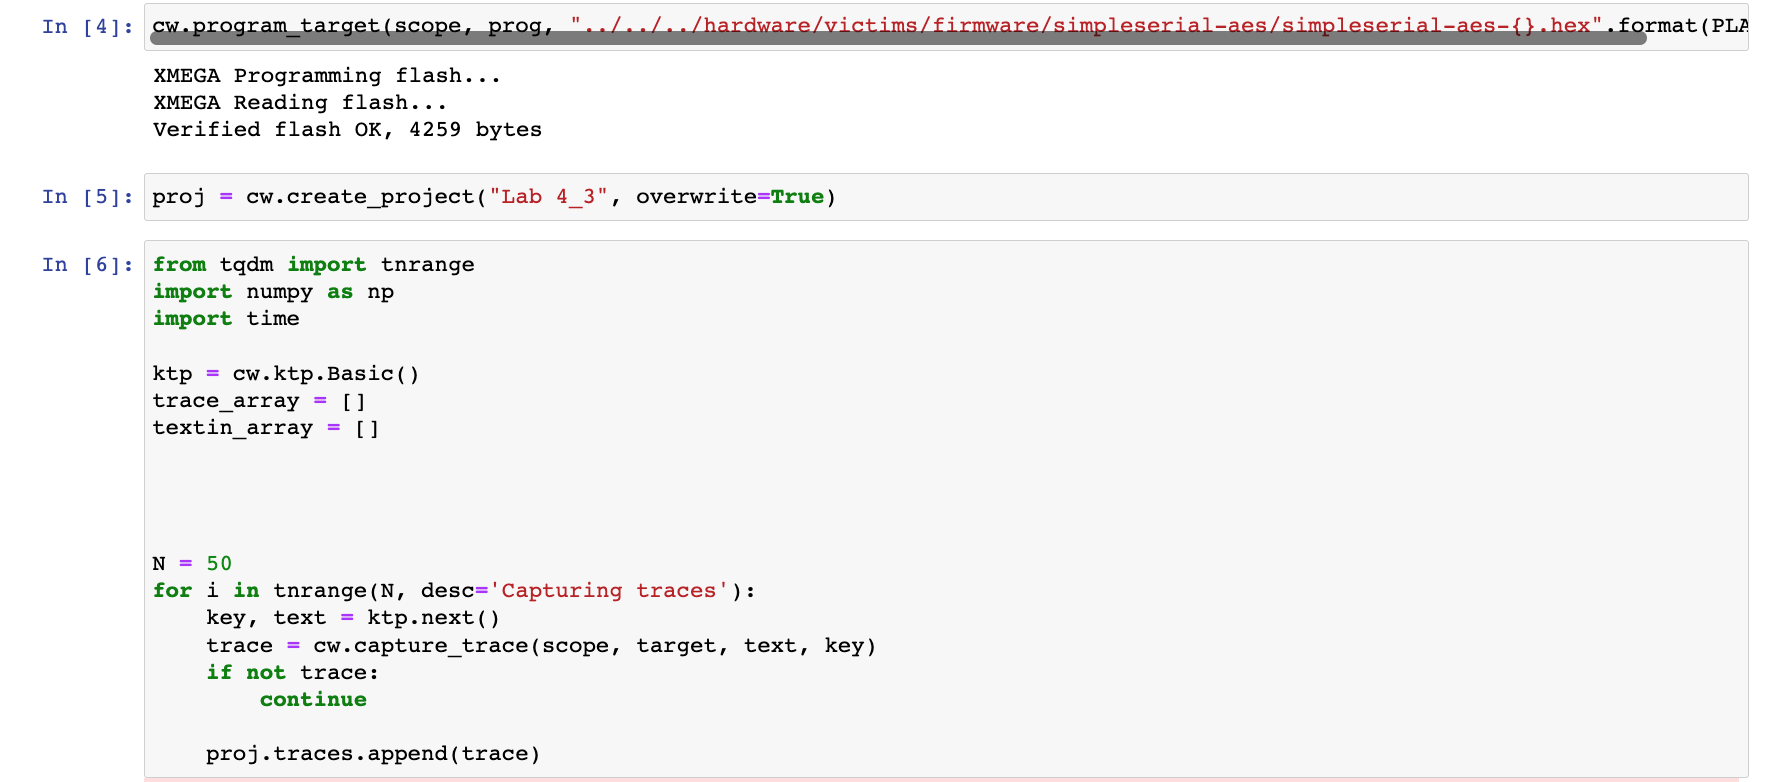 In [4]: cw.program_target(scope, prog, "../../../hardware/victims/firmware/simpleserial-aes/simpleserial-aes-{}.hex".format(PLA
XMEGA Programming flash...
XMEGA Reading flash...
Verified flash OK, 4259 bytes
In [5]: proj = cw.create_project("Lab 4_3", overwrite=True)
In [6]: from tqdm import tnrange
import numpy as np
import time
ktp = cw.ktp.Basic()
trace_array = []
textin_array = []
N = 50
for i in tnrange(N, desc='Capturing traces'):
    key, text = ktp.next()
    trace = cw.capture_trace(scope, target, text, key)
    if not trace:
        continue
    proj.traces.append(trace)